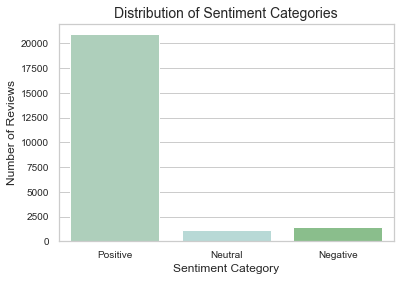 Distribution of Sentiment Categories
Number of Reviews
20000
17500
15000
12500
10000
7500
5000
2500
0
Positive Neutral Negative
Sentiment Category